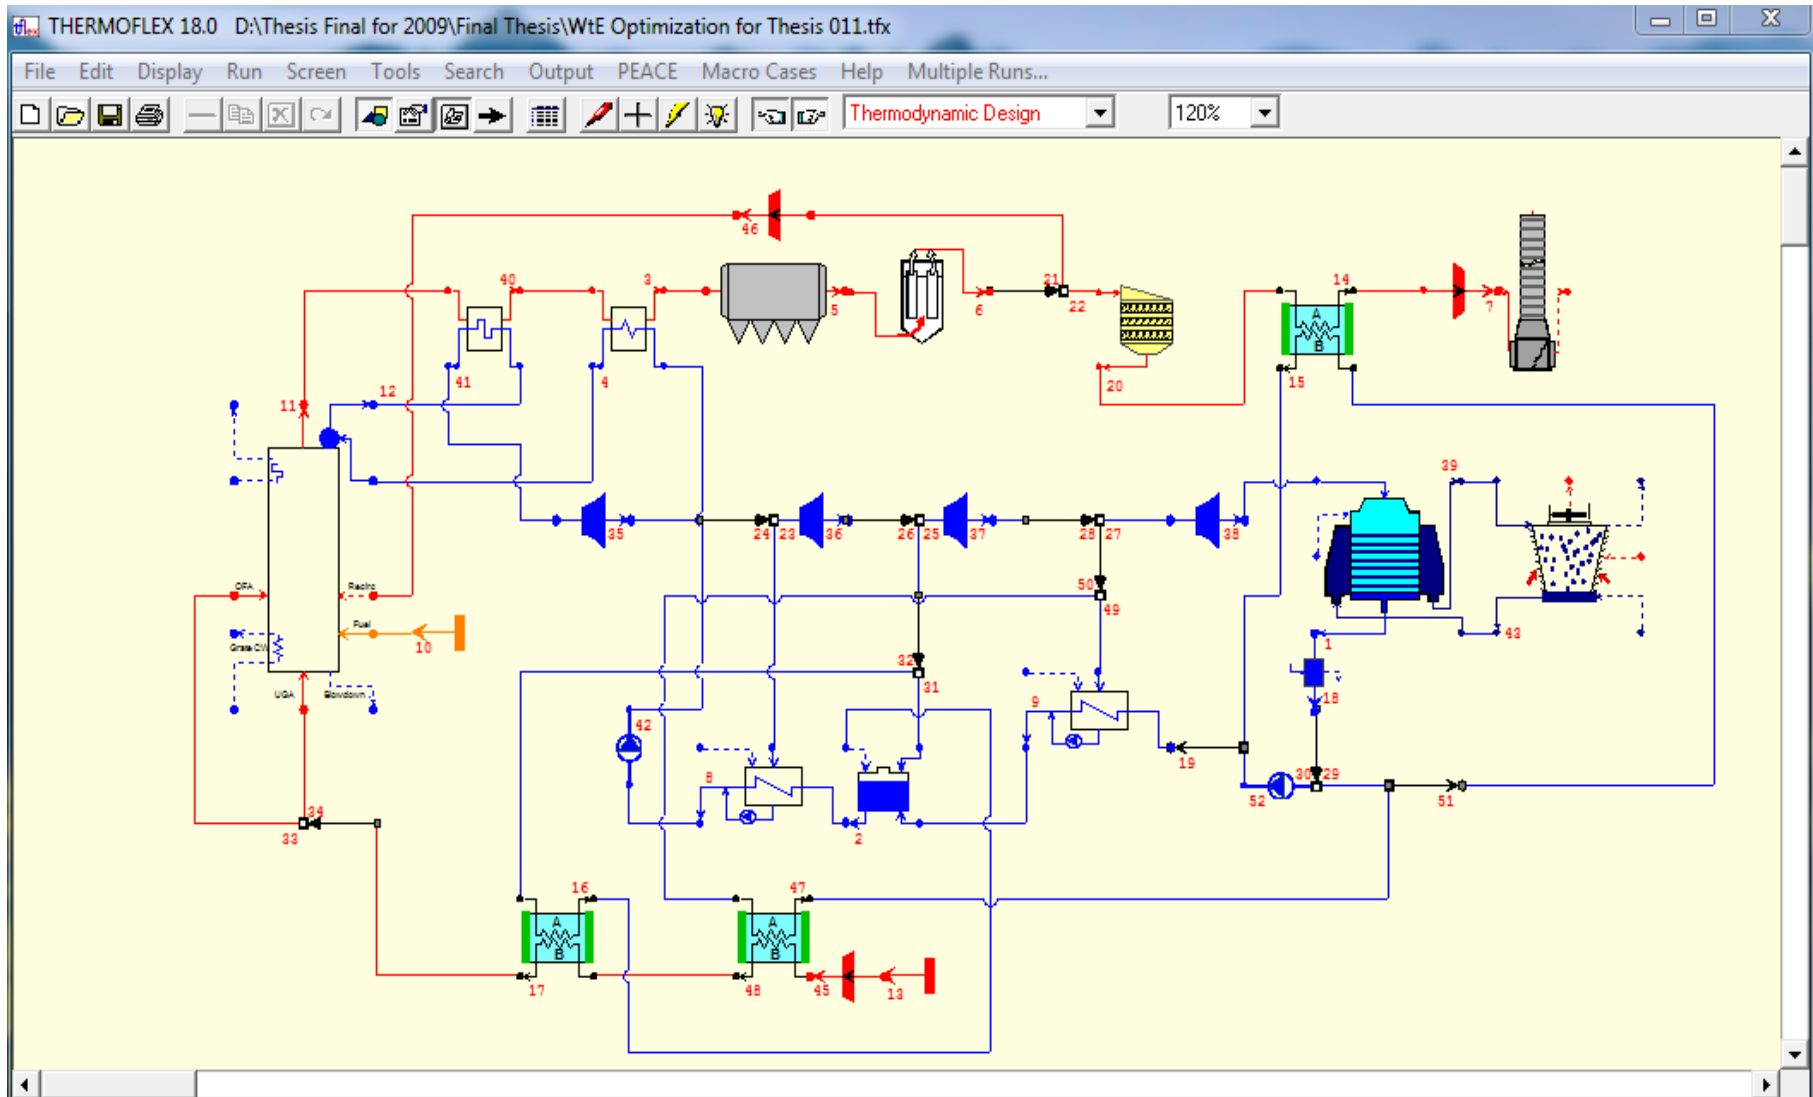 THERMOFLEX 18.0 D:\Thesis Final for 2009\Final Thesis\WtE Optimization for Thesis 011.tfx
File Edit Display Run Screen Tools Search Output PEACE Macro Cases Help Multiple Runs...
Thermodynamic Design 120%
46
40 3 21 14
5 6 22 7
A
B
41 4 20 15
12
11
39
35 24 23 36 26 25 37 28 27 38
OFA Recirc 50
49
Fuel
10
43
Grate CW
1
32
31
UGA Blowdown
9 18
42
19
8
30 29
52 51
34
33
2
16 47
A A
B B
17 48 45 13